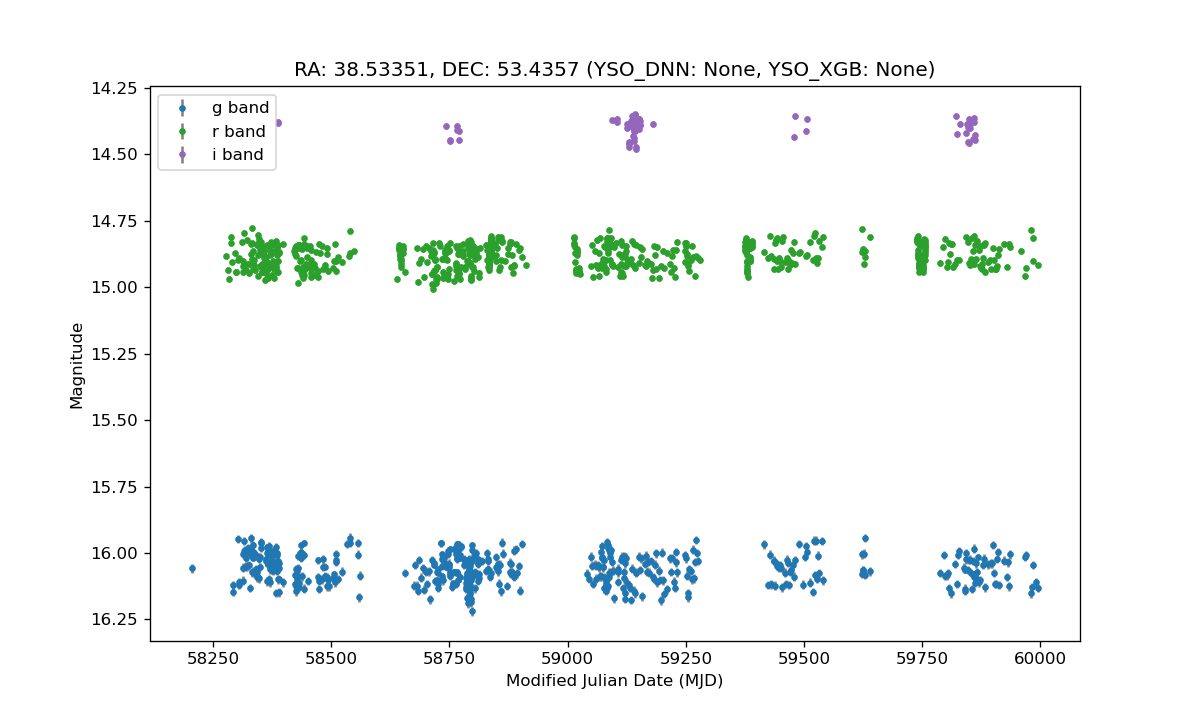 RA: 38.53351, DEC: 53.4357 (YSO_DNN: None, YSO_XGB: None)
g band
r band
i band
14.25
14.50
14.75
15.00
15.25
15.50
15.75
16.00
16.25
Magnitude
58250 58500 58750 59000 59250 59500 59750 60000
Modified Julian Date (MJD)